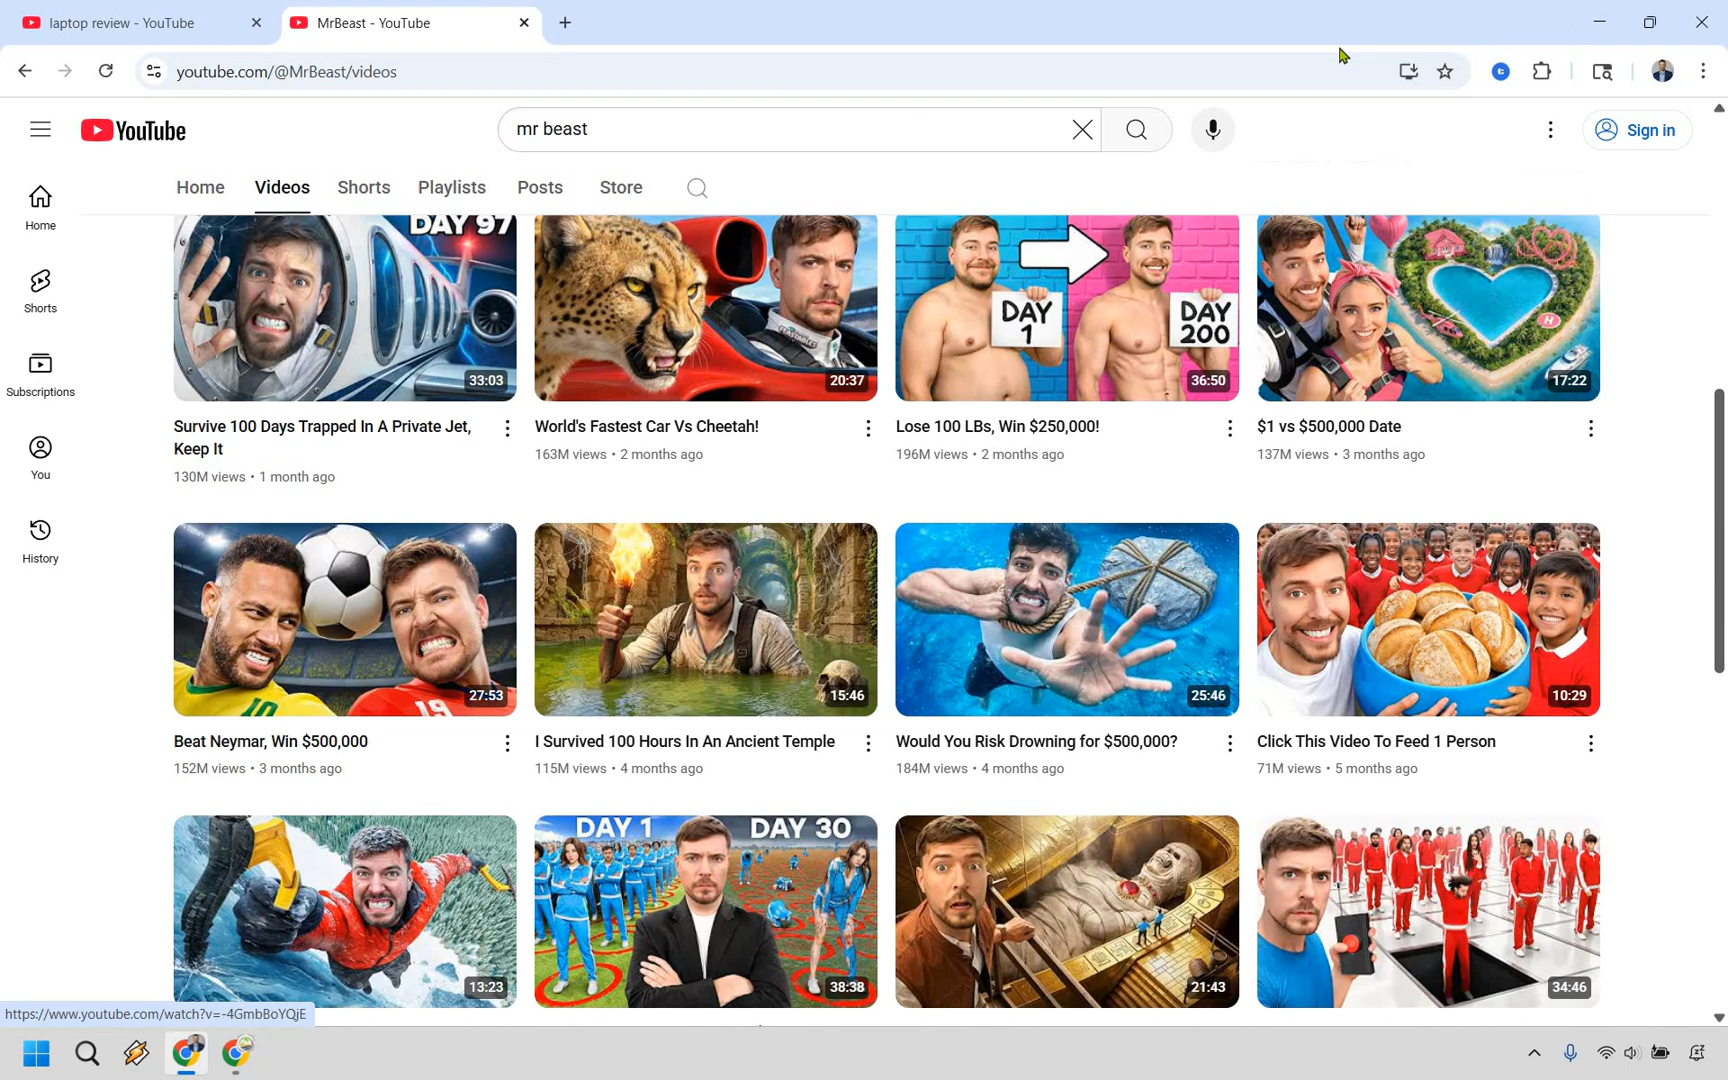 laptop review - YouTube
MrBeast - YouTube
youtube.com/@MrBeast/videos
YouTube
mr beast
Sign in
Home
Videos
Shorts
Playlists
Posts
Store
Home
Shorts
Subscriptions
You
History
DAY 97
33:03
20:37
DAY 1
DAY 200
36:50
17:22
Survive 100 Days Trapped In A Private Jet,
Keep It
130M views • 1 month ago
World's Fastest Car Vs Cheetah!
163M views • 2 months ago
Lose 100 LBs, Win $250,000!
196M views • 2 months ago
$1 vs $500,000 Date
137M views • 3 months ago
10
19
27:53
15:46
25:46
10:29
Beat Neymar, Win $500,000
152M views • 3 months ago
I Survived 100 Hours In An Ancient Temple
115M views • 4 months ago
Would You Risk Drowning for $500,000?
184M views • 4 months ago
Click This Video To Feed 1 Person
71M views • 5 months ago
13:23
DAY 1 DAY 30
38:38
21:43
34:46
https://www.youtube.com/watch?v=-4GmbBoYQjE